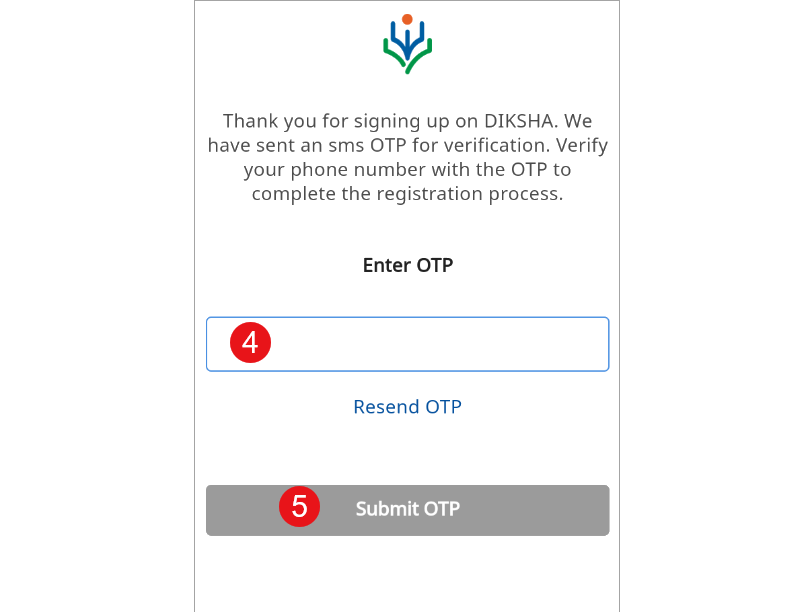 Thank you for signing up on DIKSHA. We
have sent an sms OTP for verification. Verify
your phone number with the OTP to
complete the registration process.
Enter OTP
4
Resend OTP
5 Submit OTP